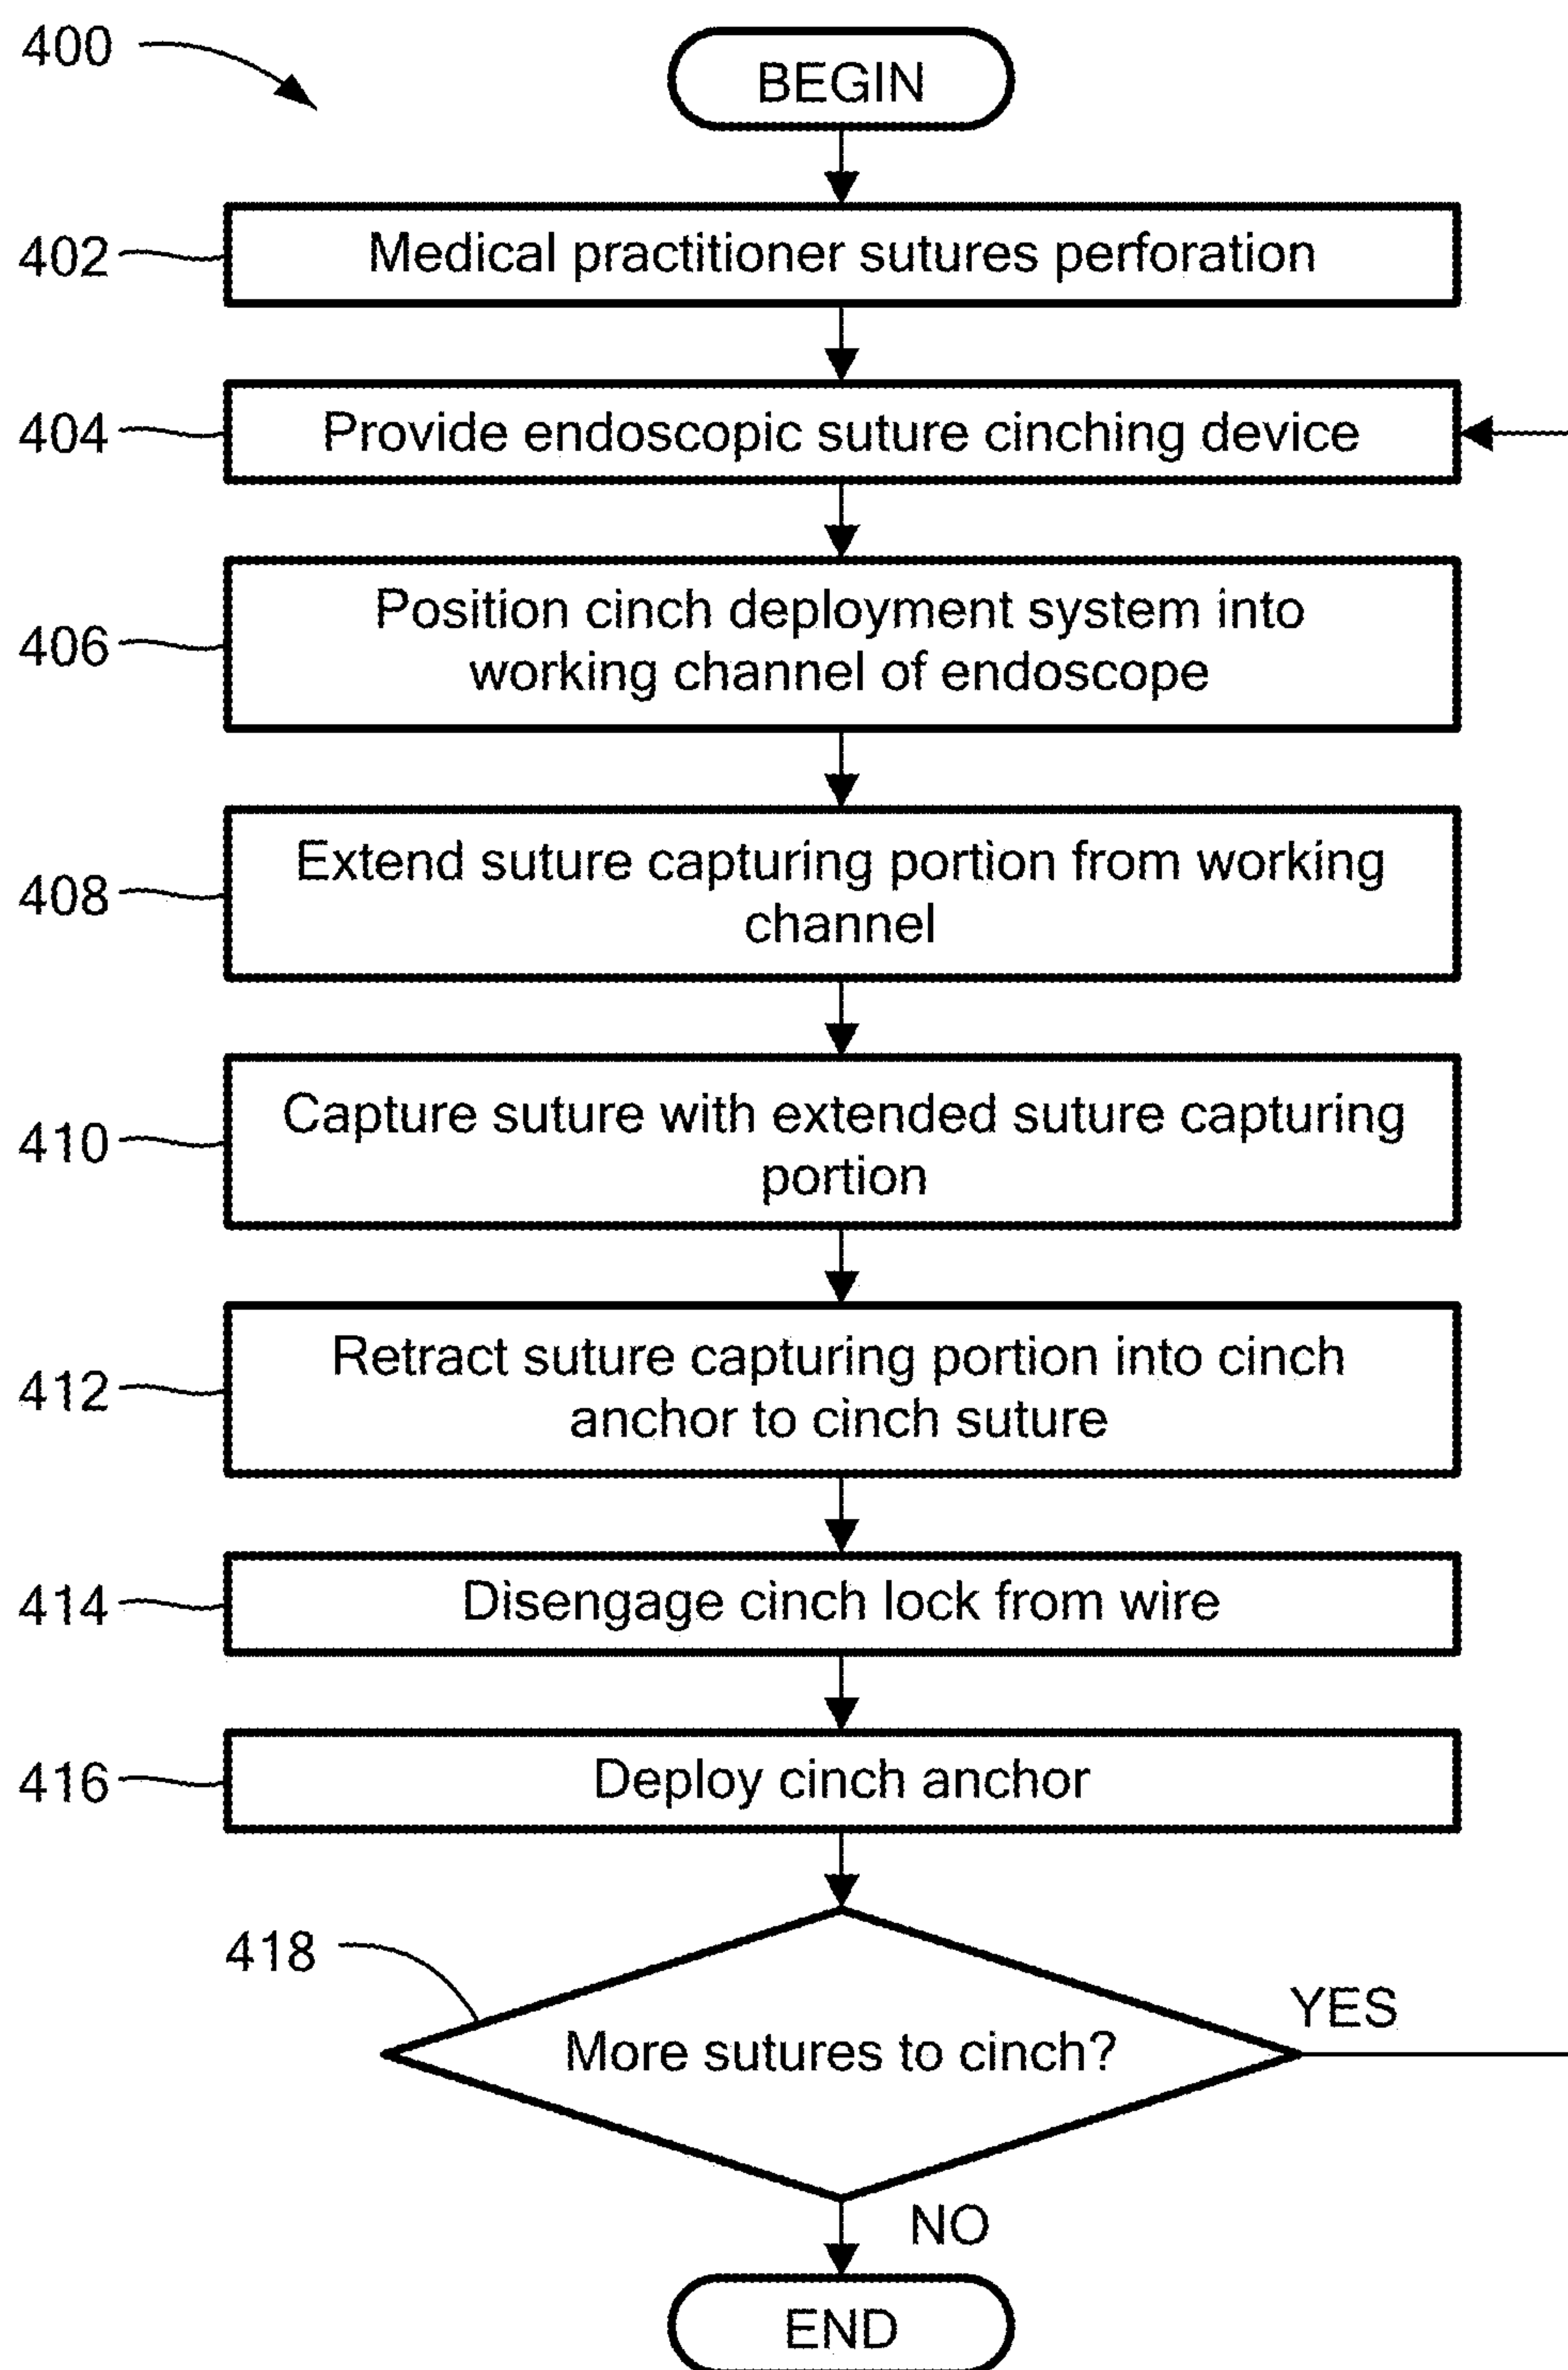 400
BEGIN
402
Medical practitioner sutures perforation
404
Provide endoscopic suture cinching device
406
Position cinch deployment system into
working channel of endoscope
408
Extend suture capturing portion from working
channel
410
Capture suture with extended suture capturing
portion
412
Retract suture capturing portion into cinch
anchor to cinch suture
414
Disengage cinch lock from wire
416
Deploy cinch anchor
418
More sutures to cinch?
YES
NO
END